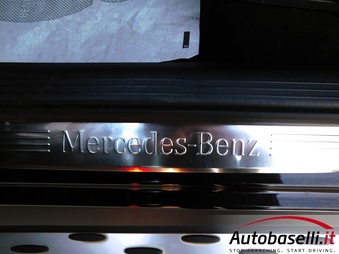 Mercedes-Benz
Autobaselli.it
STOP SEARCHING. START DRIVING.